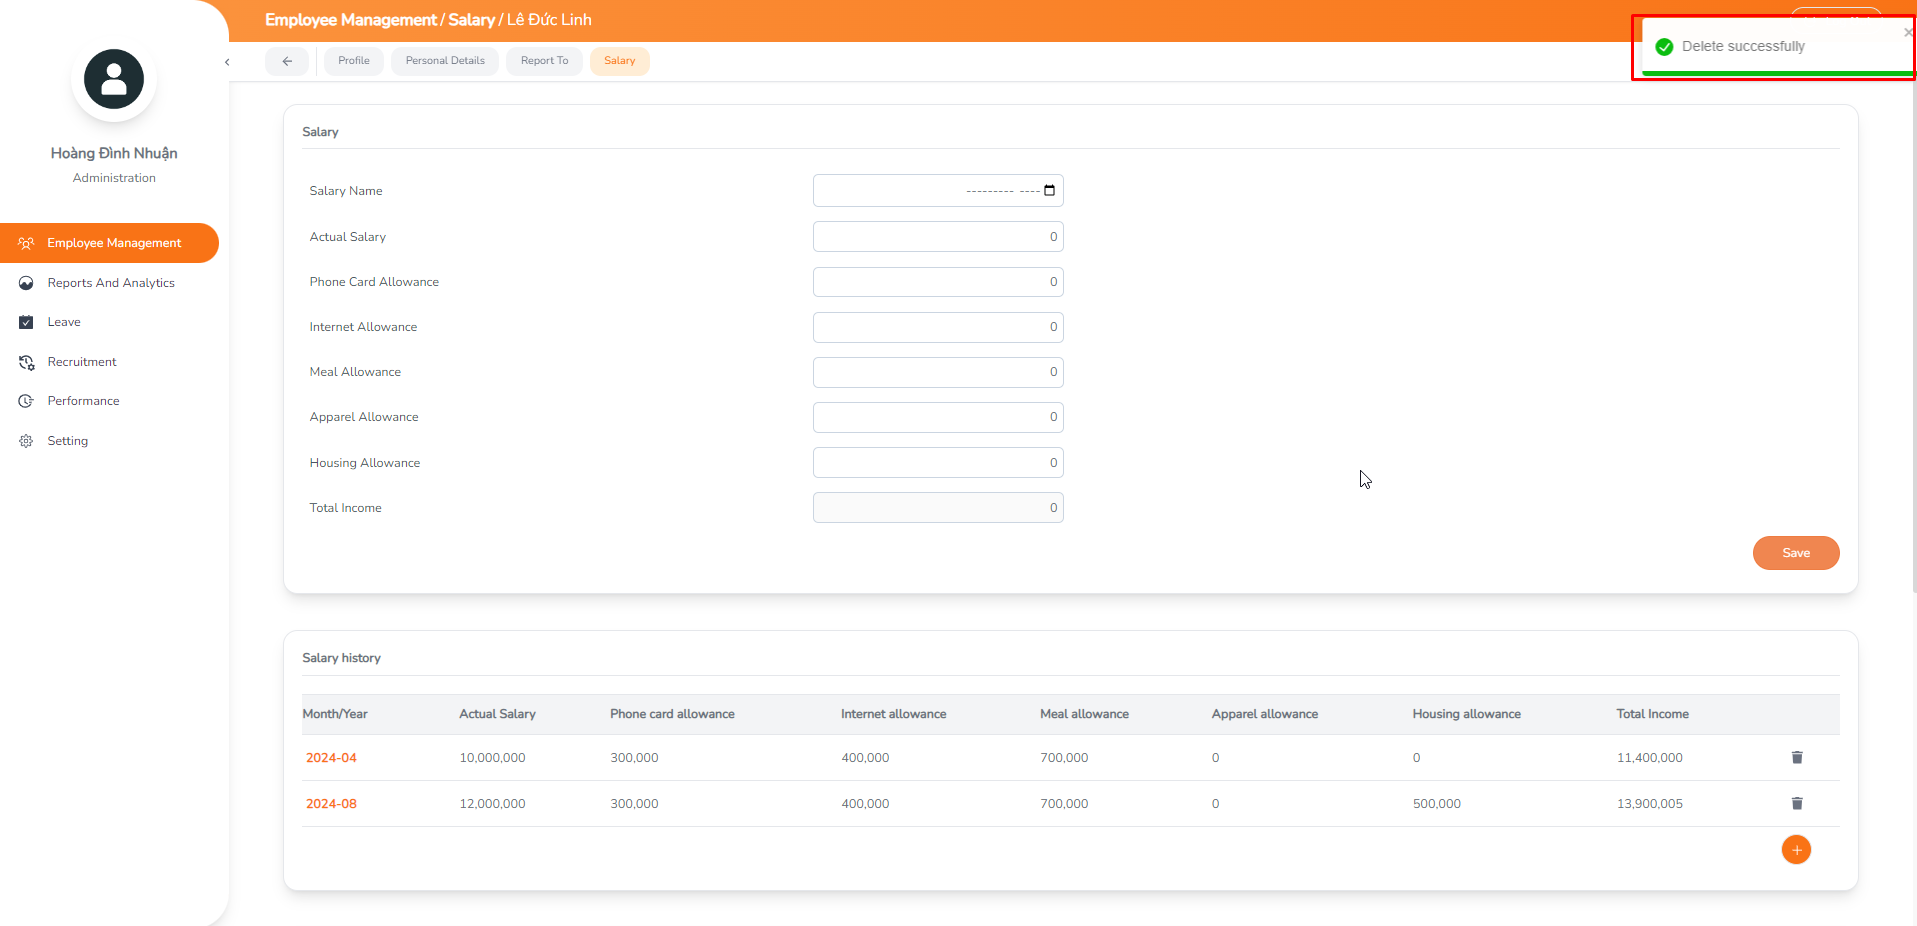 Employee Management / Salary / Lê Đức Linh
Delete successfully
Profile
Personal Details
Report To
Salary
Hoàng Đình Nhuận
Administration
Employee Management
Reports And Analytics
Leave
Recruitment
Performance
Setting
Salary
Salary Name --------- ----
Actual Salary 0
Phone Card Allowance 0
Internet Allowance 0
Meal Allowance 0
Apparel Allowance 0
Housing Allowance 0
Total Income 0
Save
Salary history
Month/Year Actual Salary Phone card allowance Internet allowance Meal allowance Apparel allowance Housing allowance Total Income
2024-04 10,000,000 300,000 400,000 700,000 0 0 11,400,000
2024-08 12,000,000 300,000 400,000 700,000 0 500,000 13,900,005